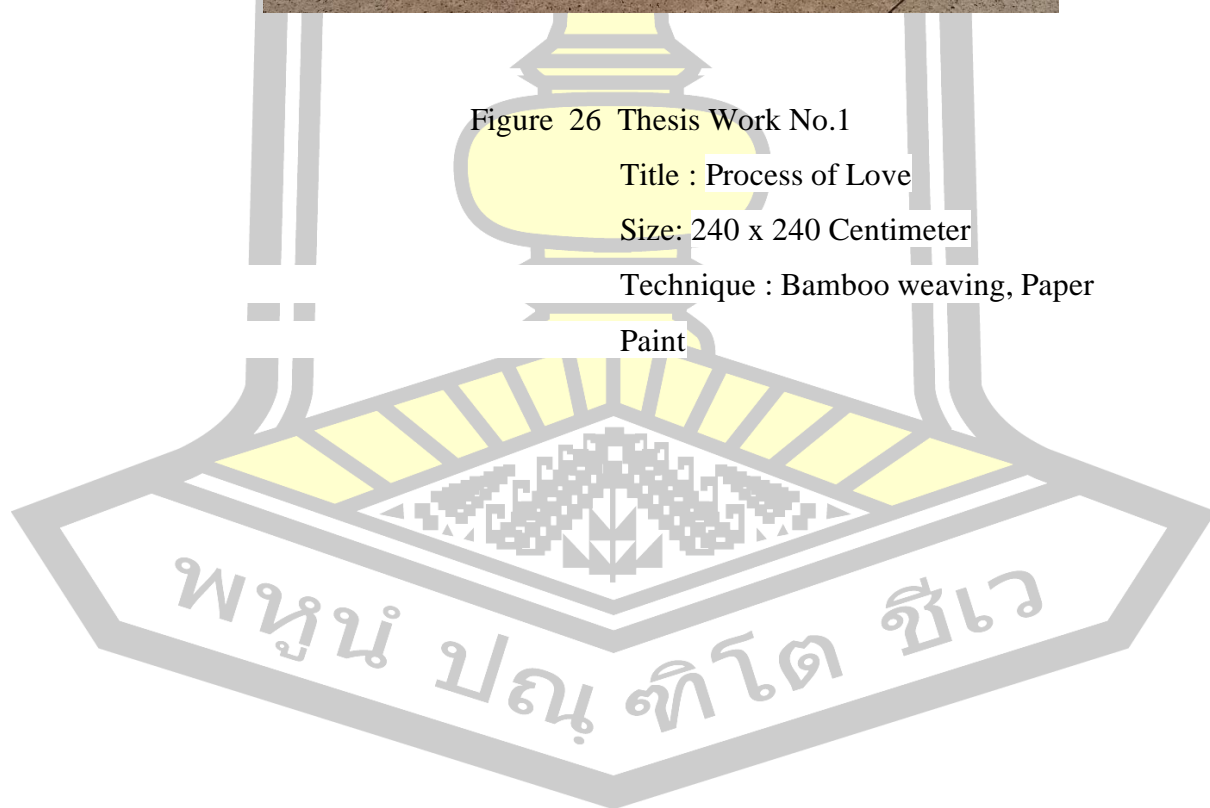 Figure 26 Thesis Work No.1
Title : Process of Love
Size: 240 x 240 Centimeter
Technique : Bamboo weaving, Paper
Paint
พหูนํ ปณฺฑิโต ชีเว